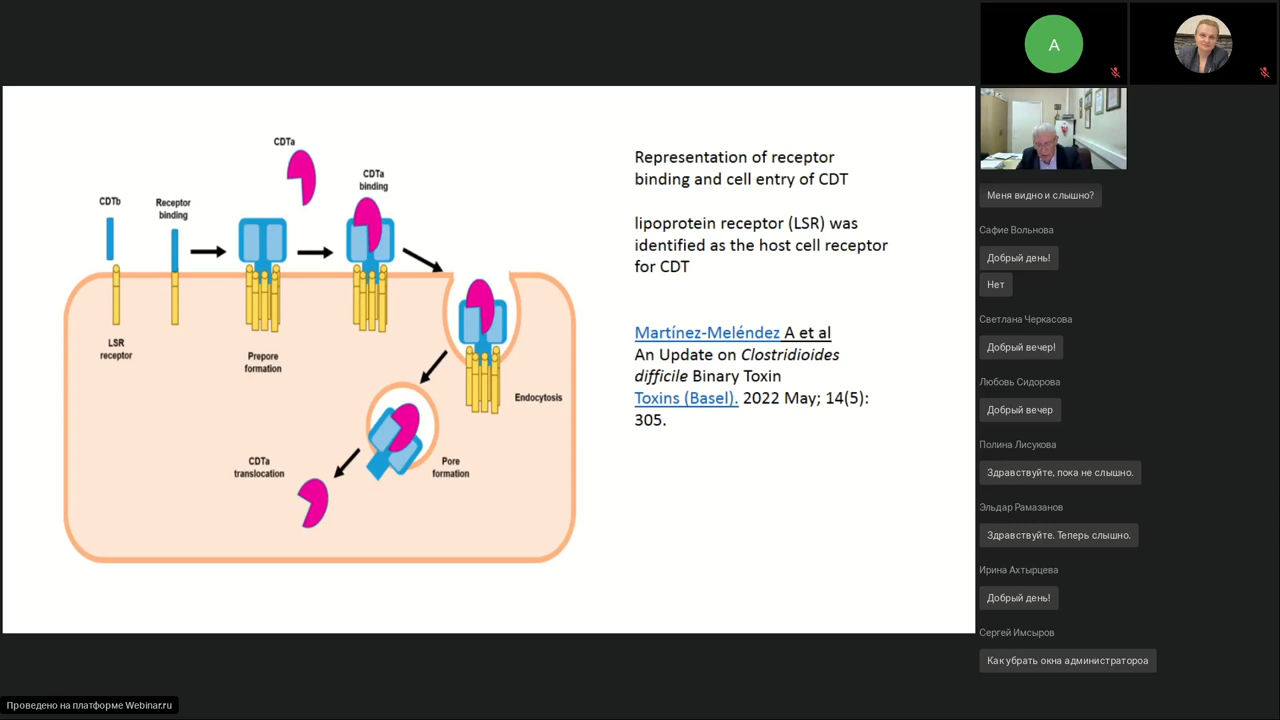 CDTa
CDTa
binding
CDTb
Receptor
binding
LSR
receptor
Prepore
formation
Endocytosis
CDTa
translocation
Pore
formation
Representation of receptor
binding and cell entry of CDT
lipoprotein receptor (LSR) was
identified as the host cell receptor
for CDT
Martínez-Meléndez A et al
An Update on Clostridioides
difficile Binary Toxin
Toxins (Basel). 2022 May; 14(5):
305.
A
Меня видно и слышно?
Сафие Вольнова
Добрый день!
Нет
Светлана Черкасова
Добрый вечер!
Любовь Сидорова
Добрый вечер
Полина Лисукова
Здравствуйте, пока не слышно.
Эльдар Рамазанов
Здравствуйте. Теперь слышно.
Ирина Ахтырцева
Добрый день!
Сергей Имсыров
Как убрать окна администратороа
Проведено на платформе Webinar.ru